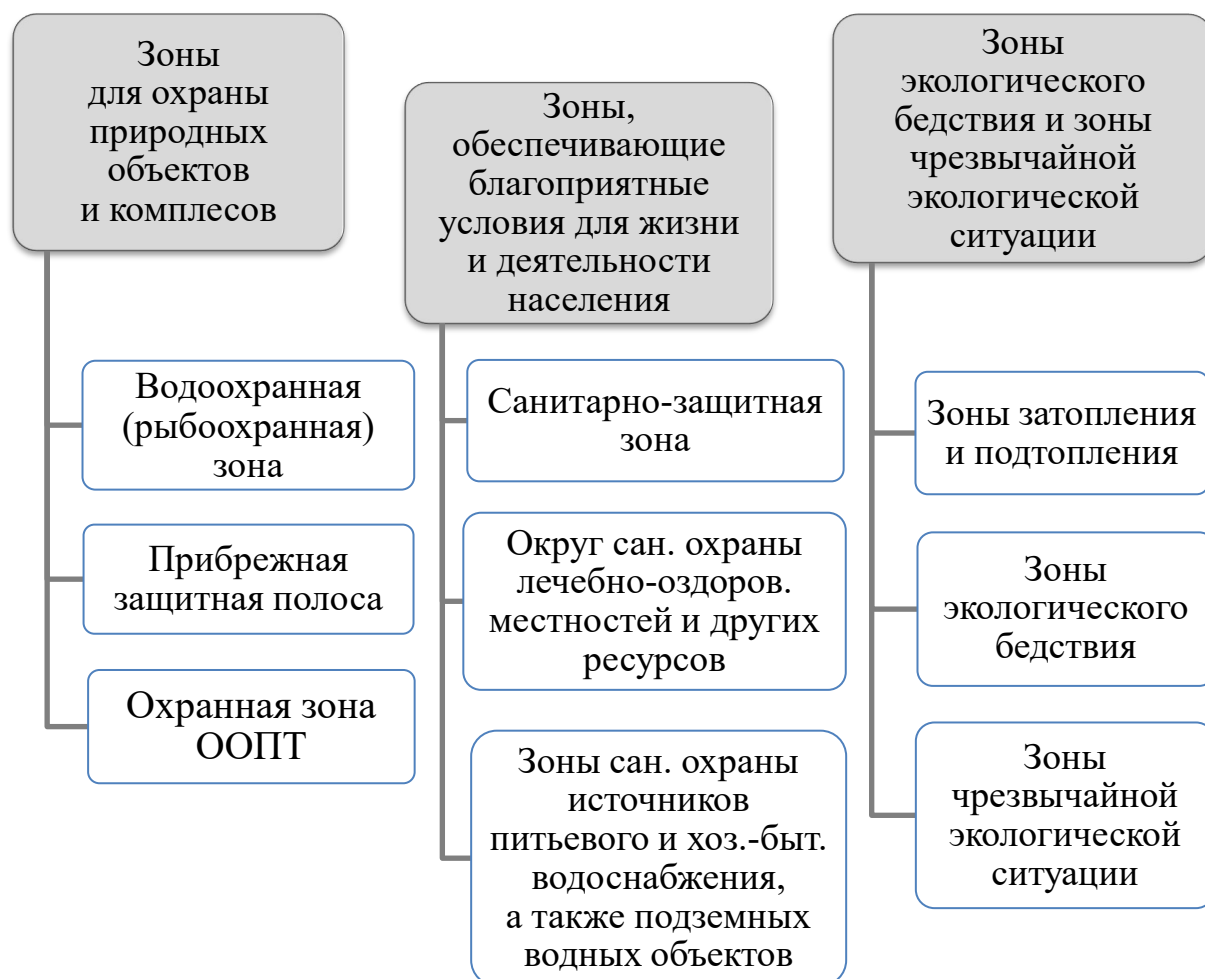 Зоны
для охраны
природных
объектов
и комплесов
Водоохранная
(рыбоохранная)
зона
Прибрежная
защитная полоса
Охранная зона
ООПТ
Зоны,
обеспечивающие
благоприятные
условия для жизни
и деятельности
населения
Санитарно-защитная
зона
Округ сан. охраны
лечебно-оздоров.
местностей и других
ресурсов
Зоны сан. охраны
источников
питьевого и хоз.-быт.
водоснабжения,
а также подземных
водных объектов
Зоны
экологического
бедствия и зоны
чрезвычайной
экологической
ситуации
Зоны затопления
и подтопления
Зоны
экологического
бедствия
Зоны
чрезвычайной
экологической
ситуации